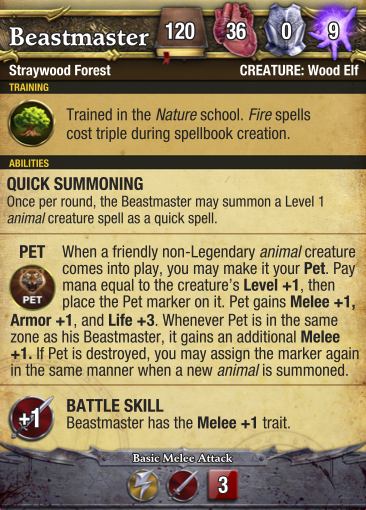 Beastmaster 120 36 0 9
Straywood Forest CREATURE: Wood Elf
TRAINING
Trained in the Nature school. Fire spells
cost triple during spellbook creation.
ABILITIES
QUICK SUMMONING
Once per round, the Beastmaster may summon a Level 1
animal creature spell as a quick spell.
PET When a friendly non-Legendary animal creature
comes into play, you may make it your Pet. Pay
mana equal to the creature's Level +1, then
PET place the Pet marker on it. Pet gains Melee +1,
Armor +1, and Life +3. Whenever Pet is in the same
zone as his Beastmaster, it gains an additional Melee
+1. If Pet is destroyed, you may assign the marker again
in the same manner when a new animal is summoned.
+1 BATTLE SKILL
Beastmaster has the Melee +1 trait.
Basic Melee Attack
3